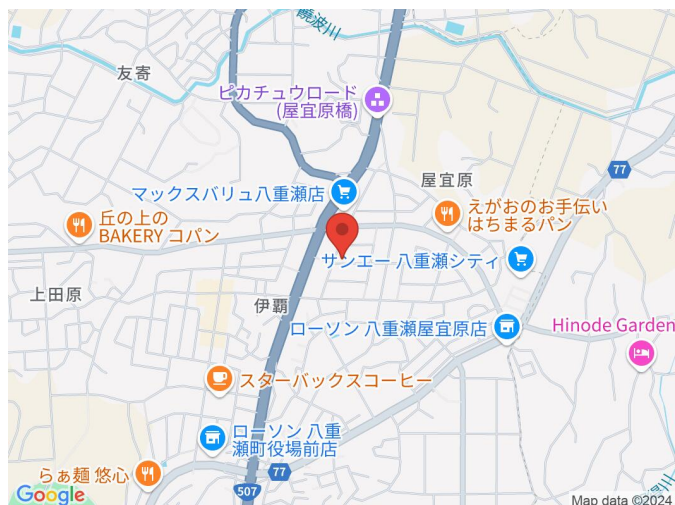 饒波川
友寄
ピカチュウロード
(屋宜原橋)
77
マックスバリュ八重瀬店
屋宜原
丘の上の
BAKERY コパン
えがおのお手伝い
はちまるパン
サンエー 八重瀬シティ
上田原
伊覇
ローソン 八重瀬屋宜原店
Hinode Garden
スターバックスコーヒー
ローソン 八重
瀬町役場前店
らぁ麺 悠心
77
507
Google
Map data ©2024